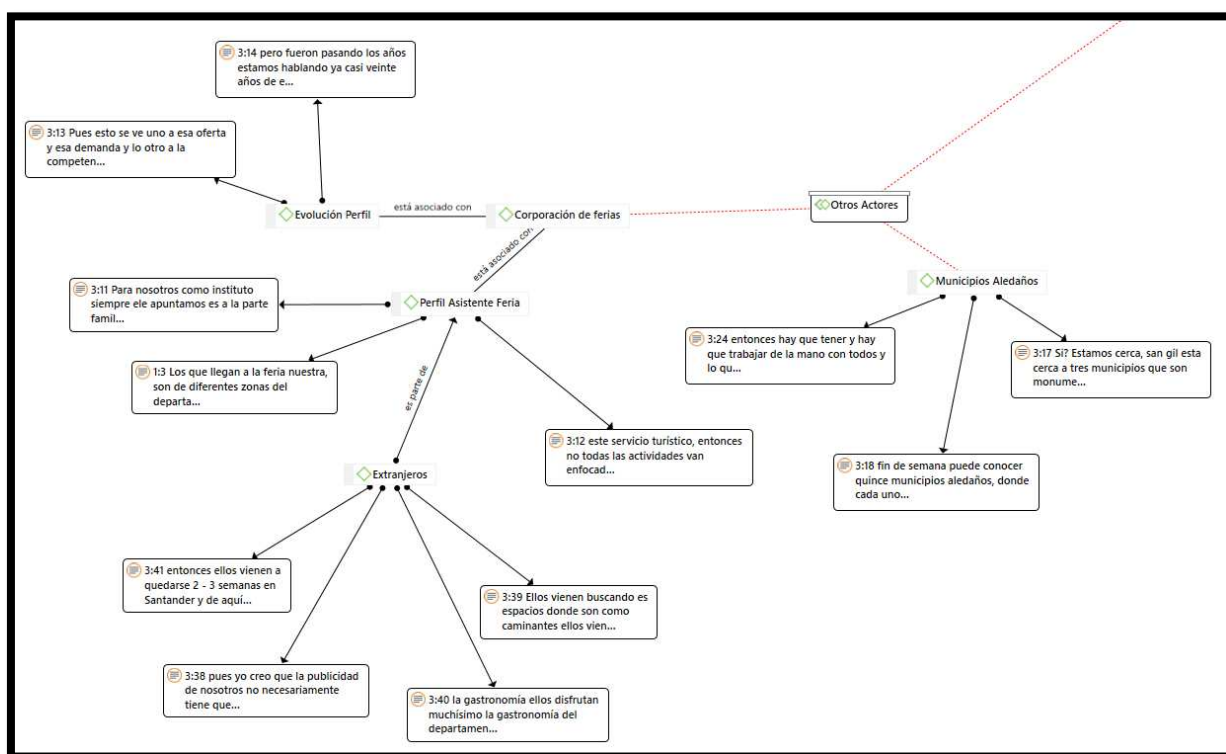 3:14 pero fueron pasando los años
estamos hablando ya casi veinte
años de e...
3:13 Pues esto se ve uno a esa oferta
y esa demanda y lo otro a la
competen...
Evolución Perfil
está asociado con
Corporación de ferias
Otros Actores
está asociado con
3:11 Para nosotros como instituto
siempre ele apuntamos es a la parte
famil...
Perfil Asistente Feria
Municipios Aledaños
3:24 entonces hay que tener y hay
que trabajar de la mano con todos y
lo qu...
3:17 Si? Estamos cerca, san gil esta
cerca a tres municipios que son
monume...
1:3 Los que llegan a la feria nuestra,
son de diferentes zonas del
departa...
es parte de
3:12 este servicio turístico, entonces
no todas las actividades van
enfocad...
3:18 fin de semana puede conocer
quince municipios aledaños, donde
cada uno...
Extranjeros
3:41 entonces ellos vienen a
quedarse 2 - 3 semanas en
Santander y de aquí...
3:39 Ellos vienen buscando es
espacios donde son como
caminantes ellos vien...
3:38 pues yo creo que la publicidad
de nosotros no necesariamente
tiene que...
3:40 la gastronomía ellos disfrutan
muchísimo la gastronomía del
departamen...